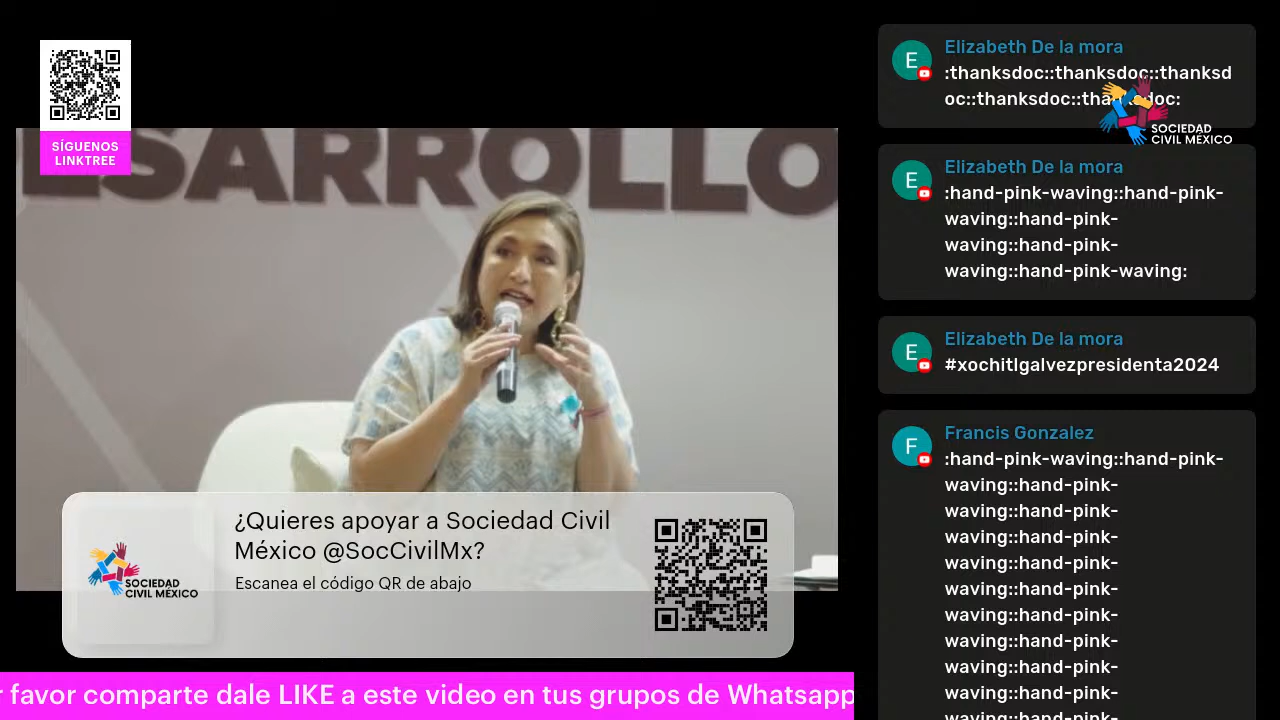 SÍGUENOS
LINKTREE
ESARROLLO
¿Quieres apoyar a Sociedad Civil
México @SocCivilMx?
Escanea el código QR de abajo
SOCIEDAD
CIVIL MÉXICO
favor comparte dale LIKE a este video en tus grupos de Whatsapp
E
Elizabeth De la mora
:thanksdoc::thanksdoc::thanksd
oc::thanksdoc::thanksdoc:
SOCIEDAD
CIVIL MÉXICO
E
Elizabeth De la mora
:hand-pink-waving::hand-pink-
waving::hand-pink-
waving::hand-pink-
waving::hand-pink-waving:
E
Elizabeth De la mora
#xochitlgalvezpresidenta2024
F
Francis Gonzalez
:hand-pink-waving::hand-pink-
waving::hand-pink-
waving::hand-pink-
waving::hand-pink-
waving::hand-pink-
waving::hand-pink-
waving::hand-pink-
waving::hand-pink-
waving::hand-pink-
waving::hand-pink-